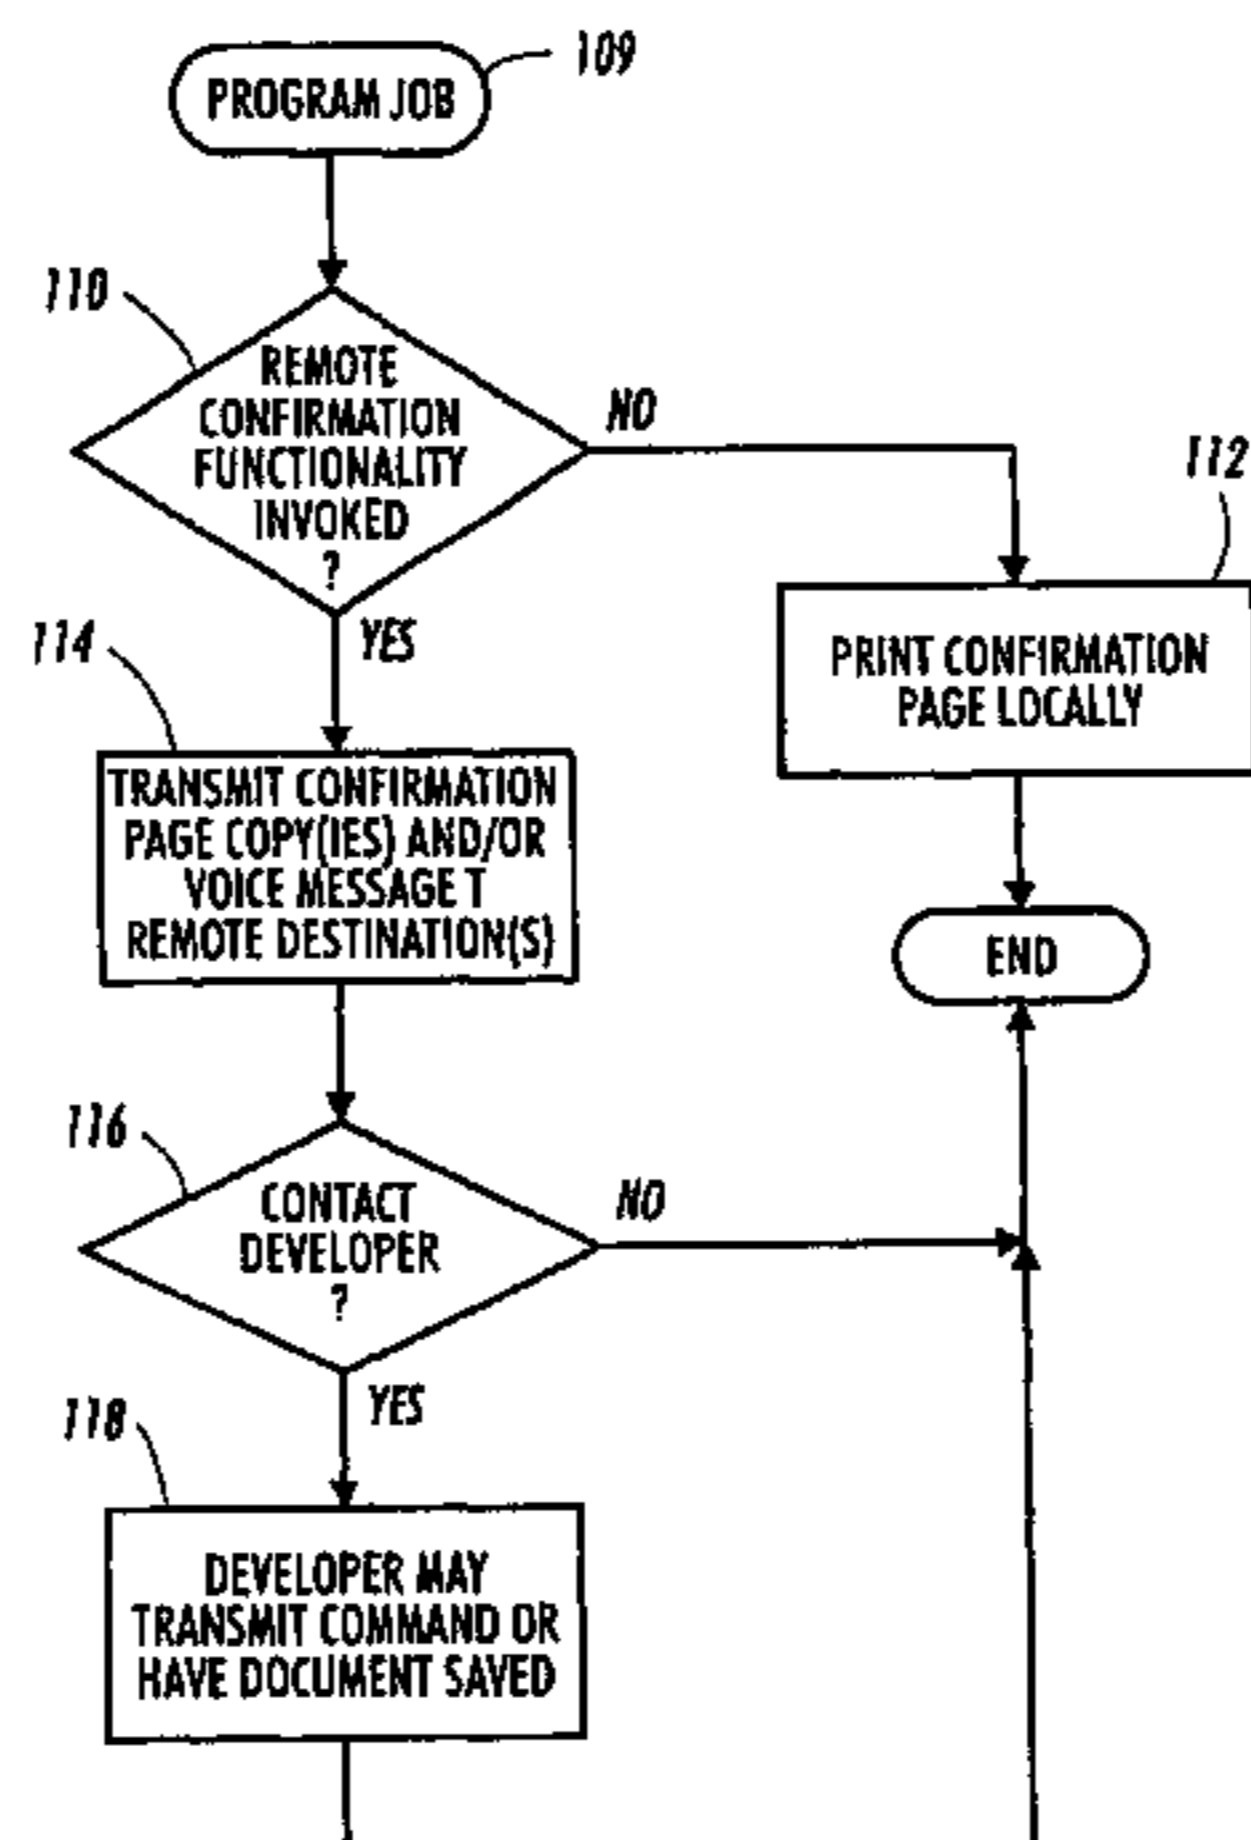 109
PROGRAM JOB
110
REMOTE
CONFIRMATION
FUNCTIONALITY
INVOKED
?
NO
112
YES
114
PRINT CONFIRMATION
PAGE LOCALLY
TRANSMIT CONFIRMATION
PAGE COPY(IES) AND/OR
VOICE MESSAGE T
REMOTE DESTINATION(S)
END
116
CONTACT
DEVELOPER
?
NO
YES
118
DEVELOPER MAY
TRANSMIT COMMAND OR
HAVE DOCUMENT SAVED